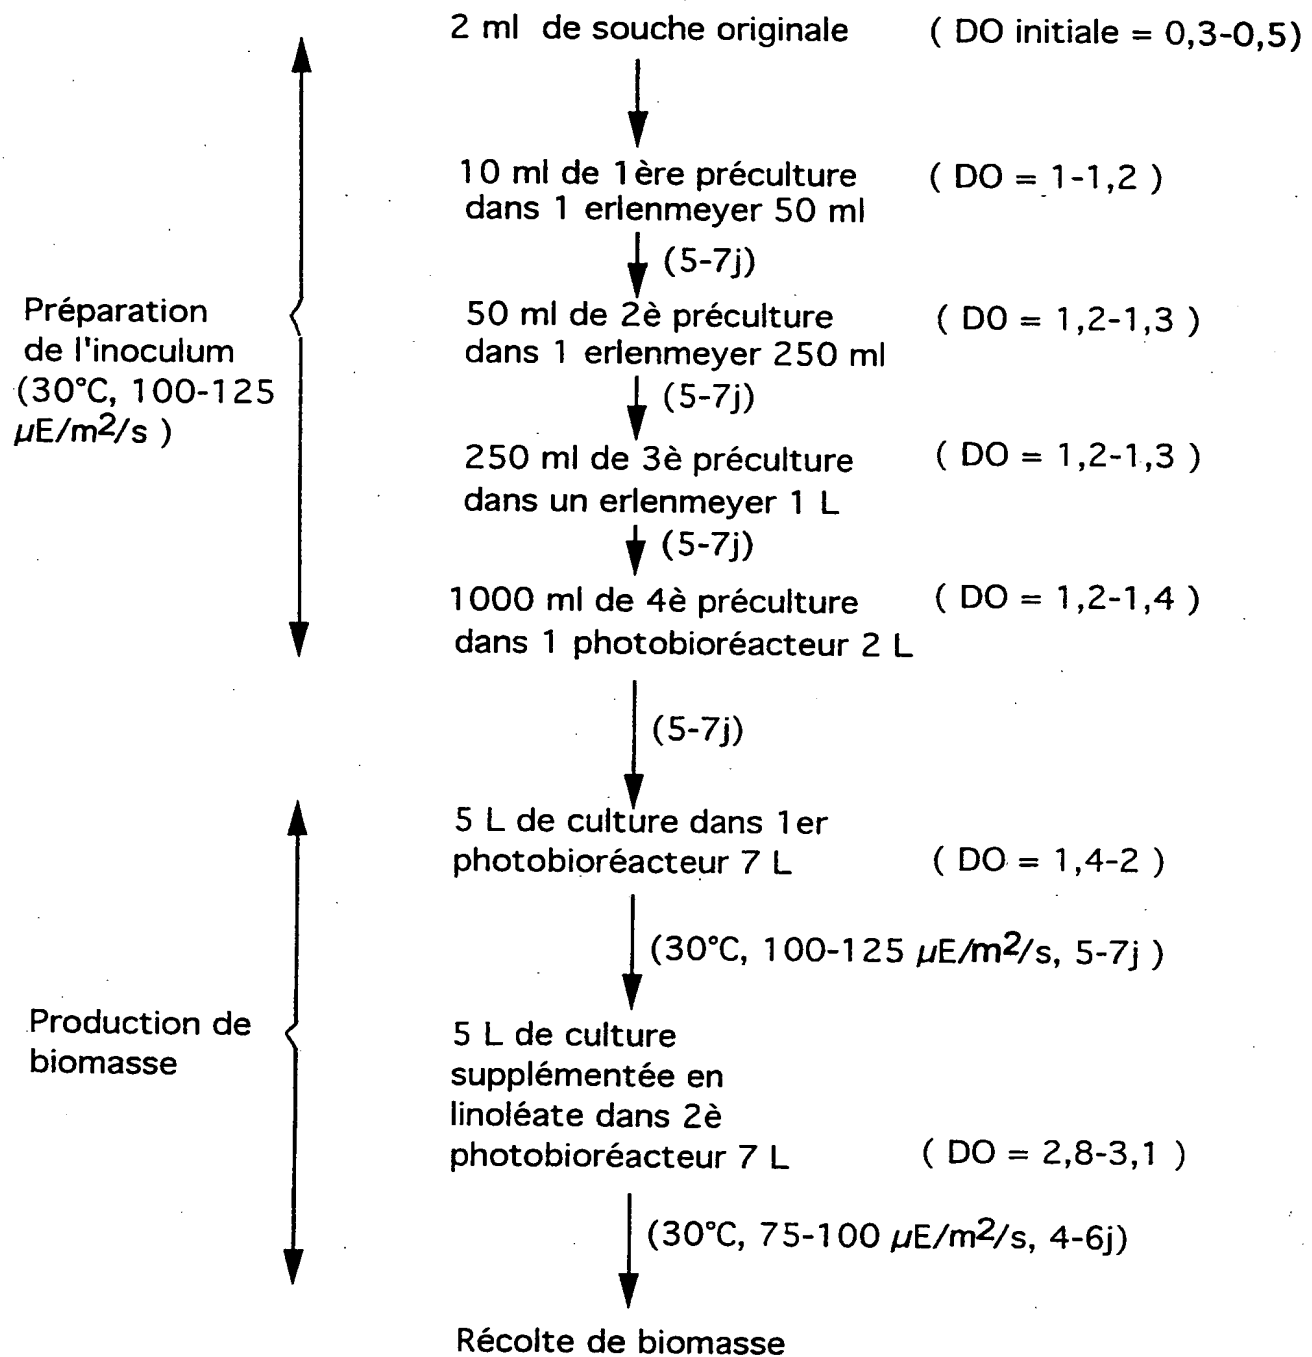 2 ml de souche originale ( DO initiale = 0,3-0,5)
10 ml de 1ère préculture ( DO = 1-1,2 )
dans 1 erlenmeyer 50 ml
(5-7j)
Préparation
de l'inoculum
(30°C, 100-125
µE/m2/s )
50 ml de 2è préculture ( DO = 1,2-1,3 )
dans 1 erlenmeyer 250 ml
(5-7j)
250 ml de 3è préculture ( DO = 1,2-1,3 )
dans un erlenmeyer 1 L
(5-7j)
1000 ml de 4è préculture ( DO = 1,2-1,4 )
dans 1 photobioréacteur 2 L
(5-7j)
5 L de culture dans 1er
photobioréacteur 7 L ( DO = 1,4-2 )
(30°C, 100-125 µE/m2/s, 5-7j )
Production de
biomasse
5 L de culture
supplémentée en
linoléate dans 2è
photobioréacteur 7 L ( DO = 2,8-3,1 )
(30°C, 75-100 µE/m2/s, 4-6j)
Récolte de biomasse